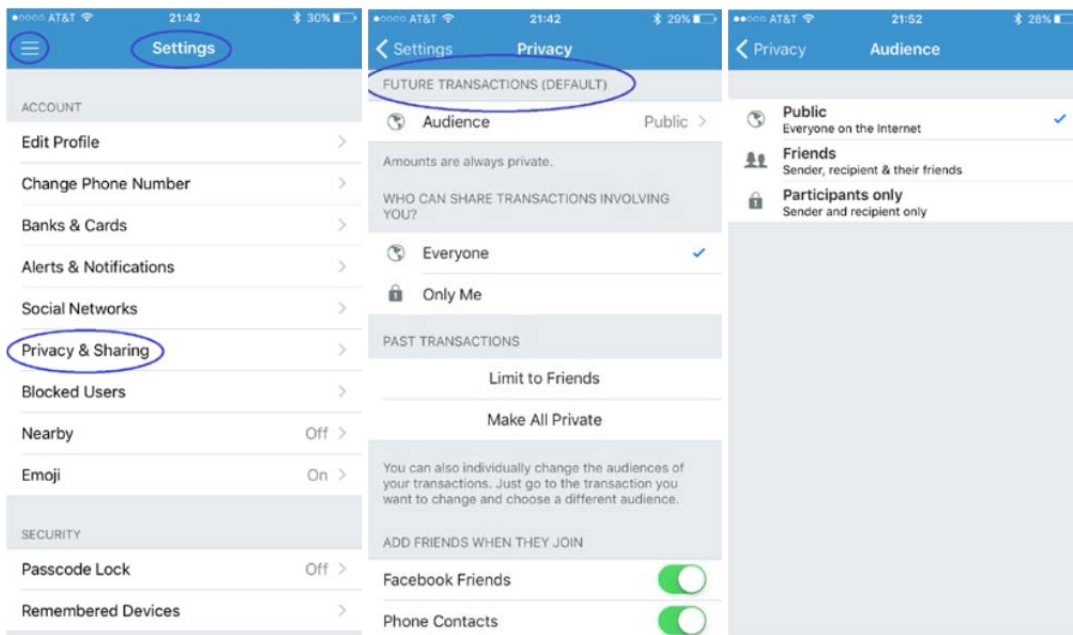 AT&T 21:42 30%
Settings
ACCOUNT
Edit Profile
Change Phone Number
Banks & Cards
Alerts & Notifications
Social Networks
Privacy & Sharing
Blocked Users
Nearby Off
Emoji On
SECURITY
Passcode Lock Off
Remembered Devices
AT&T 21:42 29%
Settings Privacy
FUTURE TRANSACTIONS (DEFAULT)
Audience Public
Amounts are always private.
WHO CAN SHARE TRANSACTIONS INVOLVING
YOU?
Everyone
Only Me
PAST TRANSACTIONS
Limit to Friends
Make All Private
You can also individually change the audiences of
your transactions. Just go to the transaction you
want to change and choose a different audience.
ADD FRIENDS WHEN THEY JOIN
Facebook Friends
Phone Contacts
AT&T 21:52 28%
Privacy Audience
Public
Everyone on the Internet
Friends
Sender, recipient & their friends
Participants only
Sender and recipient only